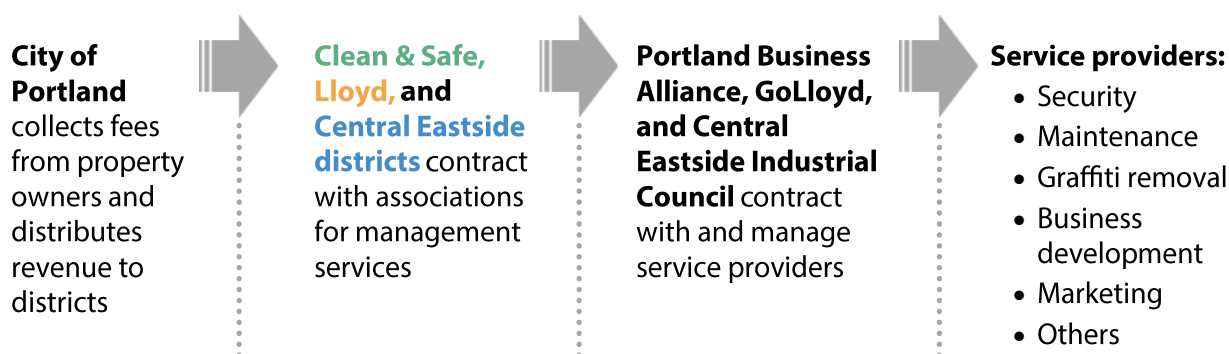 City of
Portland
collects fees
from property
owners and
distributes
revenue to
districts
Clean & Safe,
Lloyd, and
Central Eastside
districts contract
with associations
for management
services
Portland Business
Alliance, GoLloyd,
and Central
Eastside Industrial
Council contract
with and manage
service providers
Service providers:
• Security
• Maintenance
• Graffiti removal
• Business
development
• Marketing
• Others